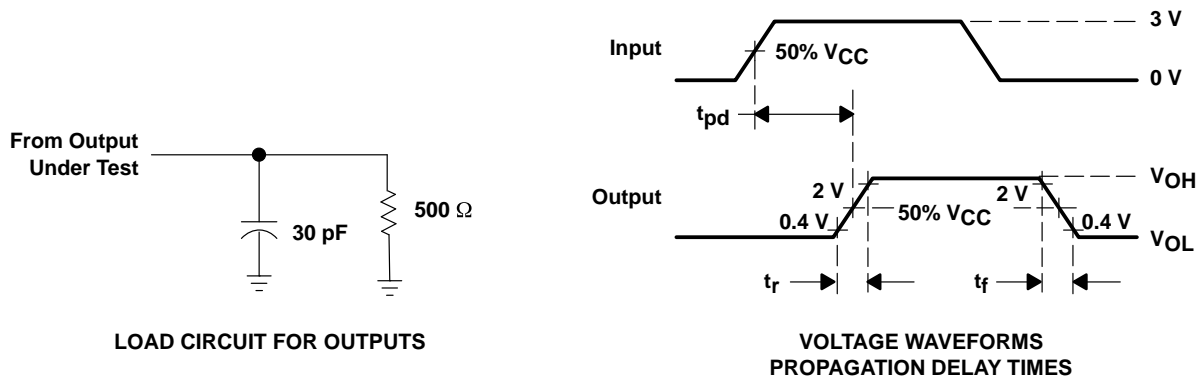 From Output
Under Test
30 pF
500 Ω
LOAD CIRCUIT FOR OUTPUTS
Input
50% VCC
3 V
0 V
tpd
Output
2 V
0.4 V
50% VCC
2 V
0.4 V
VOH
VOL
tr
tf
VOLTAGE WAVEFORMS
PROPAGATION DELAY TIMES